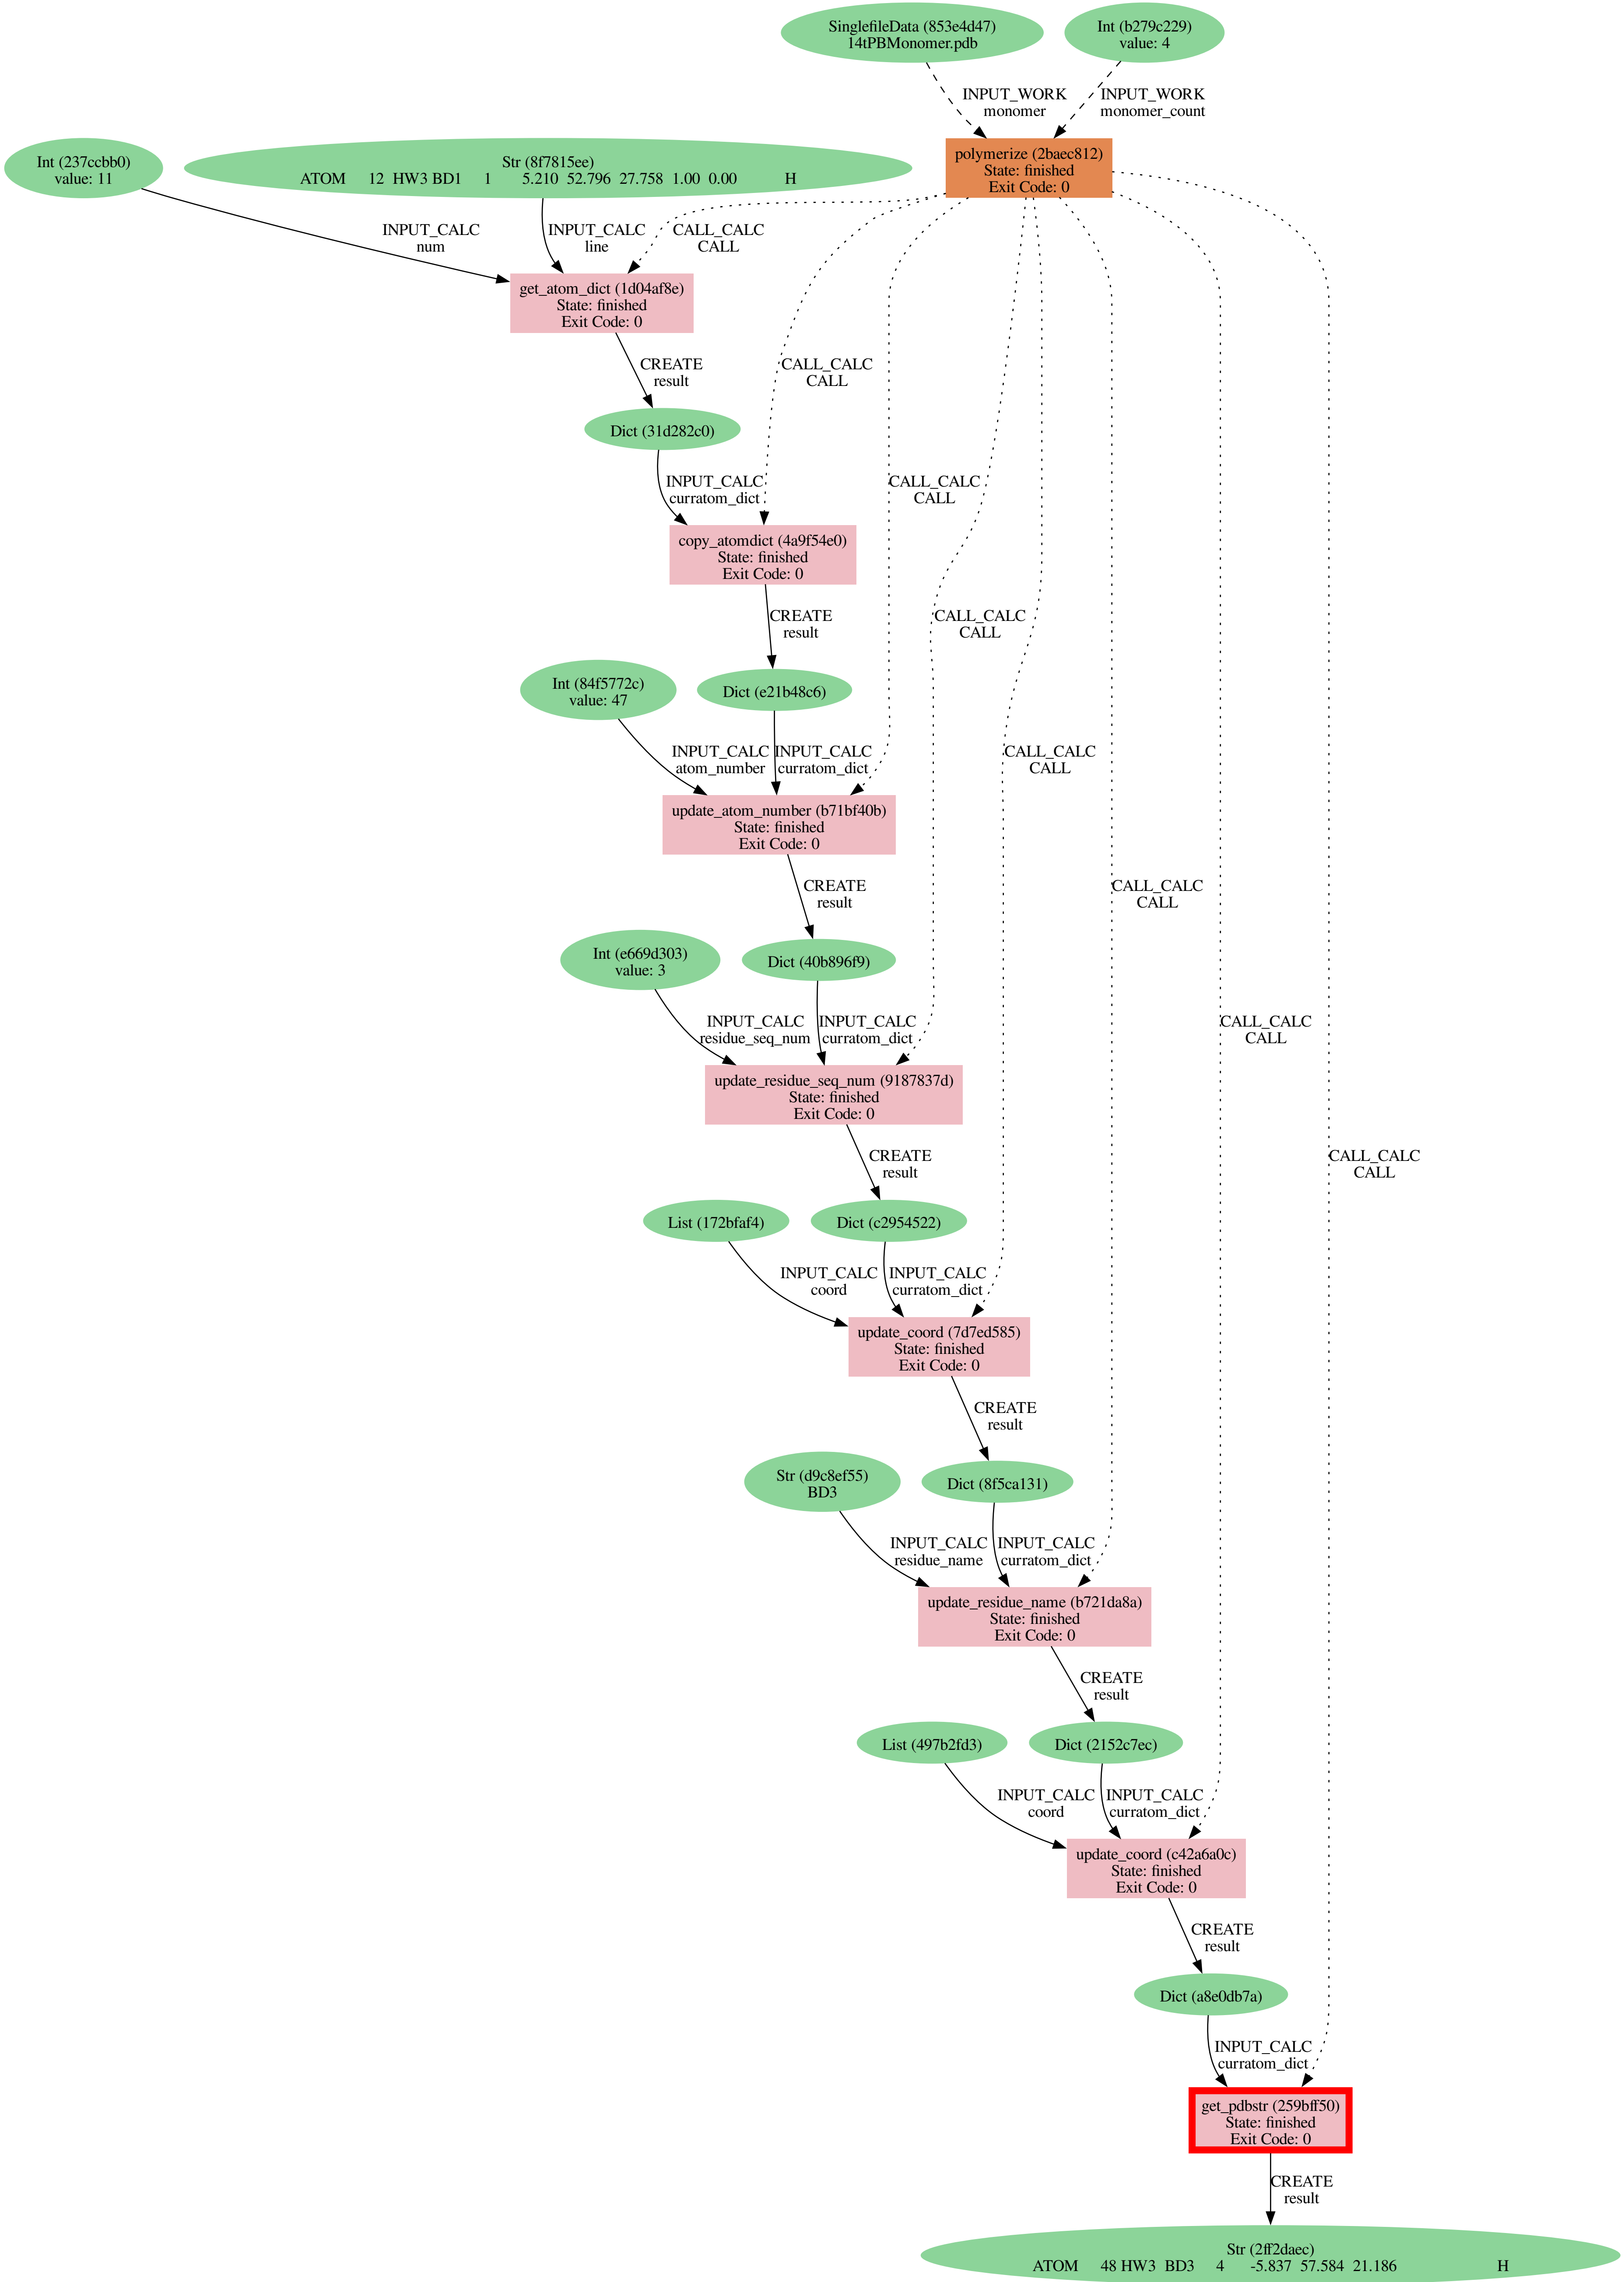 SinglefileData (853e4d47)
14tPBMonomer.pdb
Int (b279c229)
value: 4
INPUT_WORK
monomer
INPUT_WORK
monomer_count
Int (237ccbb0)
value: 11
Str (8f7815ee)
ATOM     12  HW3 BD1     1       5.210  52.796  27.758  1.00  0.00           H
polymerize (2baec812)
State: finished
Exit Code: 0
INPUT_CALC
num
INPUT_CALC
line
CALL_CALC
CALL
get_atom_dict (1d04af8e)
State: finished
Exit Code: 0
CREATE
result
CALL_CALC
CALL
Dict (31d282c0)
INPUT_CALC
curratom_dict
CALL_CALC
CALL
copy_atomdict (4a9f54e0)
State: finished
Exit Code: 0
CREATE
result
CALL_CALC
CALL
Int (84f5772c)
value: 47
Dict (e21b48c6)
INPUT_CALC
atom_number
INPUT_CALC
curratom_dict
CALL_CALC
CALL
update_atom_number (b71bf40b)
State: finished
Exit Code: 0
CREATE
result
CALL_CALC
CALL
Int (e669d303)
value: 3
Dict (40b896f9)
INPUT_CALC
residue_seq_num
INPUT_CALC
curratom_dict
CALL_CALC
CALL
update_residue_seq_num (9187837d)
State: finished
Exit Code: 0
CREATE
result
CALL_CALC
CALL
List (172bfaf4)
Dict (c2954522)
INPUT_CALC
coord
INPUT_CALC
curratom_dict
update_coord (7d7ed585)
State: finished
Exit Code: 0
CREATE
result
Str (d9c8ef55)
BD3
Dict (8f5ca131)
INPUT_CALC
residue_name
INPUT_CALC
curratom_dict
update_residue_name (b721da8a)
State: finished
Exit Code: 0
CREATE
result
List (497b2fd3)
Dict (2152c7ec)
INPUT_CALC
coord
INPUT_CALC
curratom_dict
update_coord (c42a6a0c)
State: finished
Exit Code: 0
CREATE
result
Dict (a8e0db7a)
INPUT_CALC
curratom_dict
get_pdbstr (259bff50)
State: finished
Exit Code: 0
CREATE
result
Str (2ff2daec)
ATOM     48 HW3  BD3     4      -5.837  57.584  21.186                       H